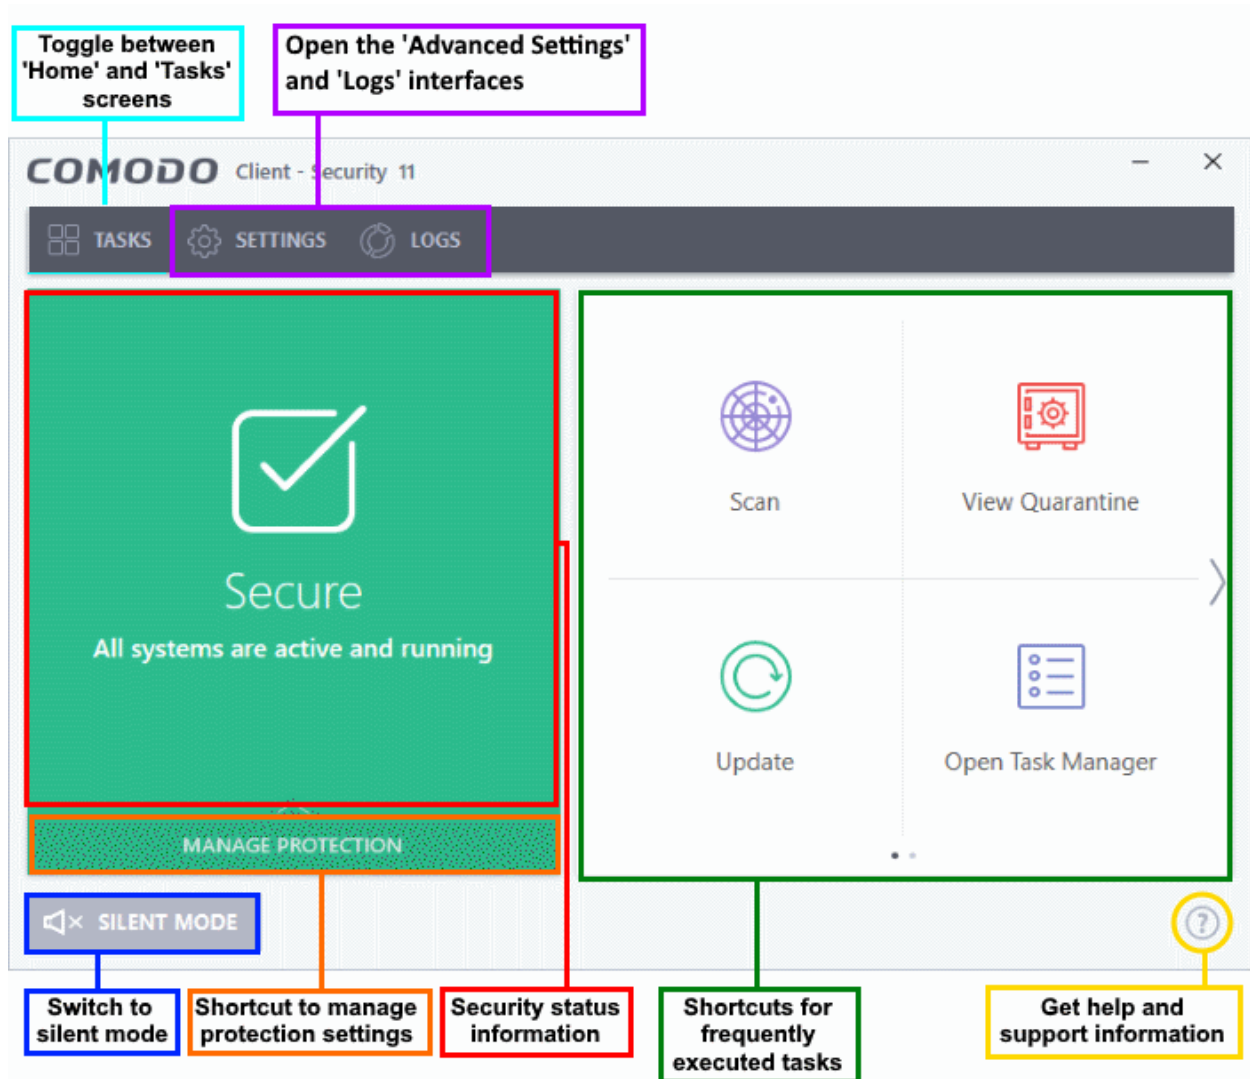 Toggle between
'Home' and 'Tasks'
screens
Open the 'Advanced Settings'
and 'Logs' interfaces
COMODO Client - Security 11
TASKS SETTINGS LOGS
Secure
All systems are active and running
MANAGE PROTECTION
Scan
View Quarantine
Update
Open Task Manager
SILENT MODE
?
Switch to
silent mode
Shortcut to manage
protection settings
Security status
information
Shortcuts for
frequently
executed tasks
Get help and
support information